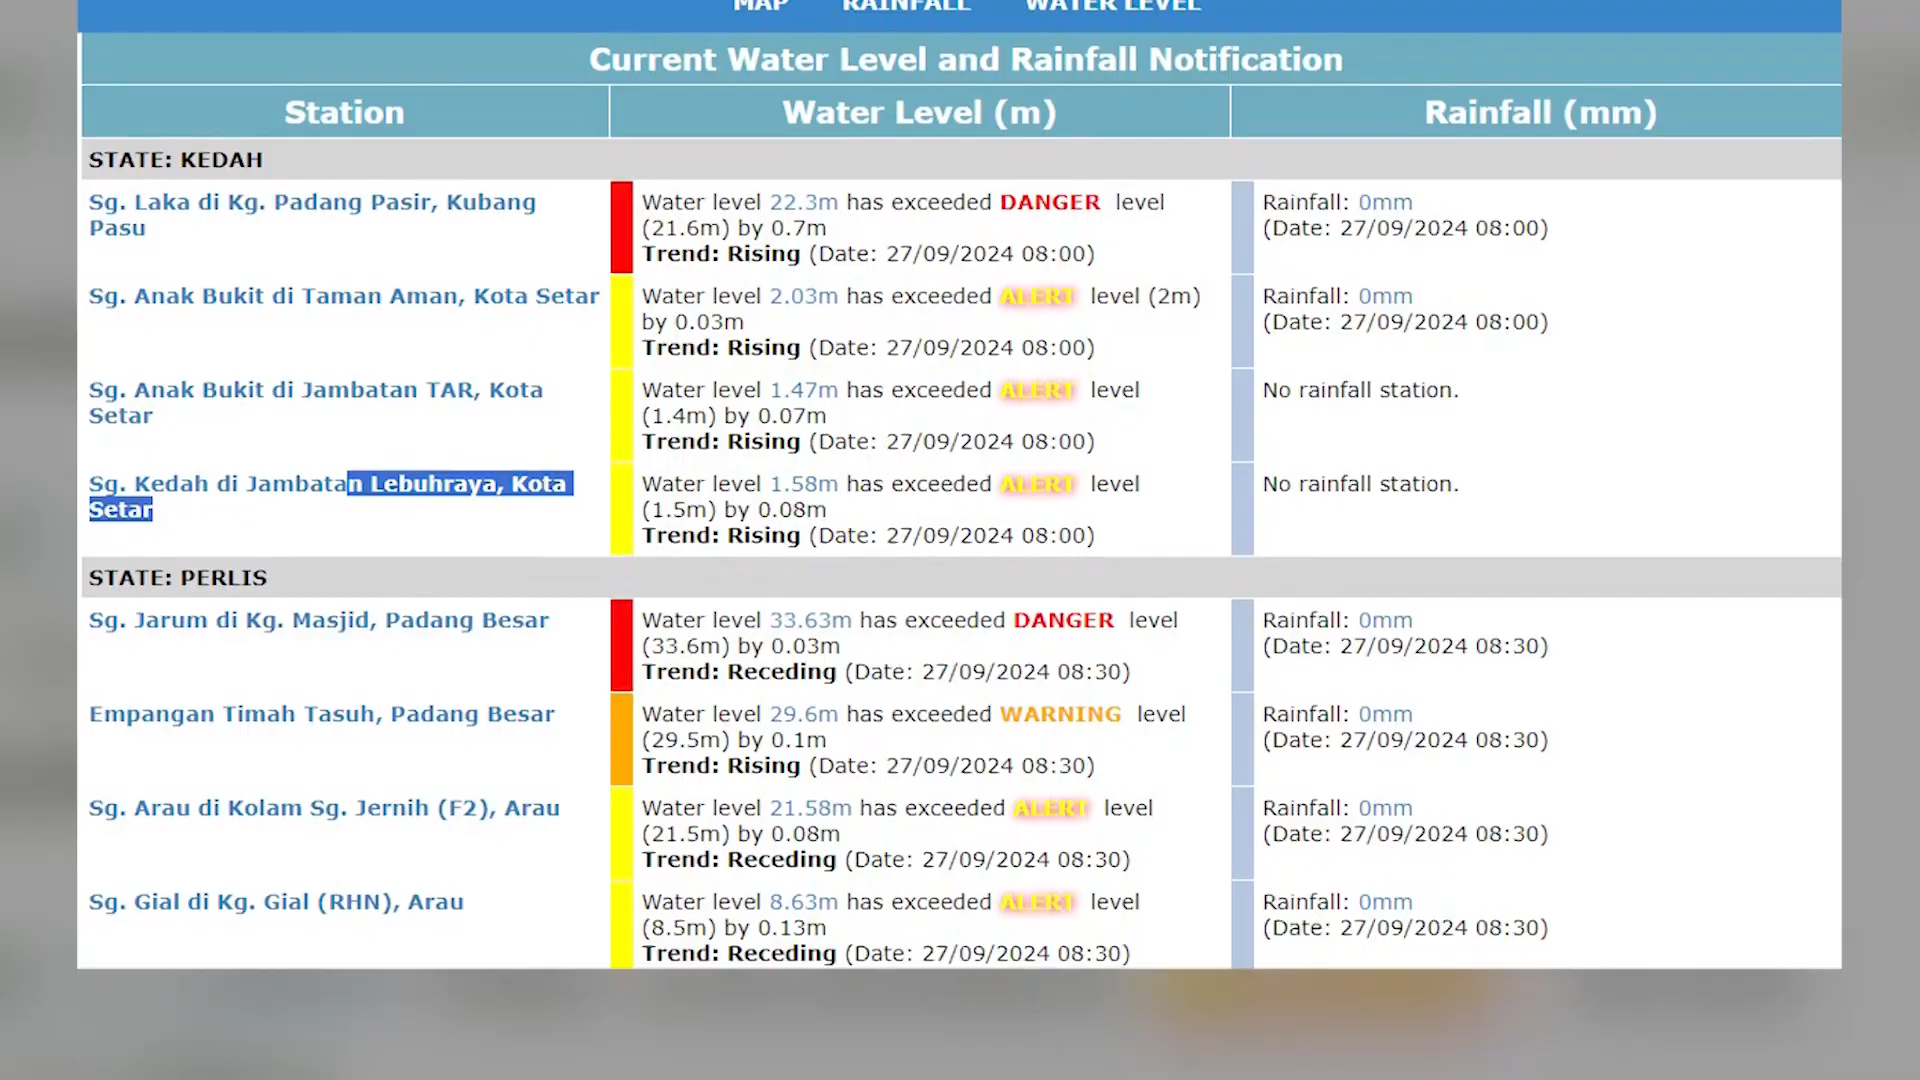 MAP RAINFALL WATER LEVEL
Current Water Level and Rainfall Notification
Station Water Level (m) Rainfall (mm)
STATE: KEDAH
Sg. Laka di Kg. Padang Pasir, Kubang
Pasu
Water level 22.3m has exceeded DANGER level
(21.6m) by 0.7m
Trend: Rising (Date: 27/09/2024 08:00)
Rainfall: 0mm
(Date: 27/09/2024 08:00)
Sg. Anak Bukit di Taman Aman, Kota Setar
Water level 2.03m has exceeded ALERT level (2m)
by 0.03m
Trend: Rising (Date: 27/09/2024 08:00)
Rainfall: 0mm
(Date: 27/09/2024 08:00)
Sg. Anak Bukit di Jambatan TAR, Kota
Setar
Water level 1.47m has exceeded ALERT level
(1.4m) by 0.07m
Trend: Rising (Date: 27/09/2024 08:00)
No rainfall station.
Sg. Kedah di Jambatan Lebuhraya, Kota
Setar
Water level 1.58m has exceeded ALERT level
(1.5m) by 0.08m
Trend: Rising (Date: 27/09/2024 08:00)
No rainfall station.
STATE: PERLIS
Sg. Jarum di Kg. Masjid, Padang Besar
Water level 33.63m has exceeded DANGER level
(33.6m) by 0.03m
Trend: Receding (Date: 27/09/2024 08:30)
Rainfall: 0mm
(Date: 27/09/2024 08:30)
Empangan Timah Tasuh, Padang Besar
Water level 29.6m has exceeded WARNING level
(29.5m) by 0.1m
Trend: Rising (Date: 27/09/2024 08:30)
Rainfall: 0mm
(Date: 27/09/2024 08:30)
Sg. Arau di Kolam Sg. Jernih (F2), Arau
Water level 21.58m has exceeded ALERT level
(21.5m) by 0.08m
Trend: Receding (Date: 27/09/2024 08:30)
Rainfall: 0mm
(Date: 27/09/2024 08:30)
Sg. Gial di Kg. Gial (RHN), Arau
Water level 8.63m has exceeded ALERT level
(8.5m) by 0.13m
Trend: Receding (Date: 27/09/2024 08:30)
Rainfall: 0mm
(Date: 27/09/2024 08:30)